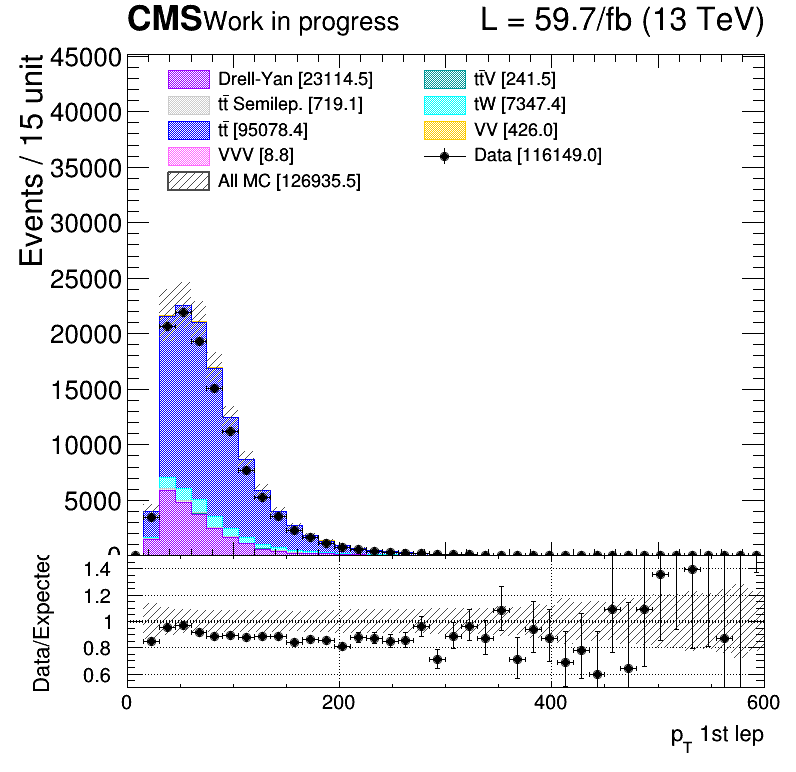 CMS Work in progress L = 59.7/fb (13 TeV)
Events / 15 unit
45000
40000
35000
30000
25000
20000
15000
10000
5000
0
Drell-Yan [23114.5]
tt̄ Semilep. [719.1]
tt̄ [95078.4]
VVV [8.8]
All MC [126935.5]
tt̄V [241.5]
tW [7347.4]
VV [426.0]
Data [116149.0]
Data/Expected
1.4
1.2
1
0.8
0.6
0 200 400 600
p_T 1st lep